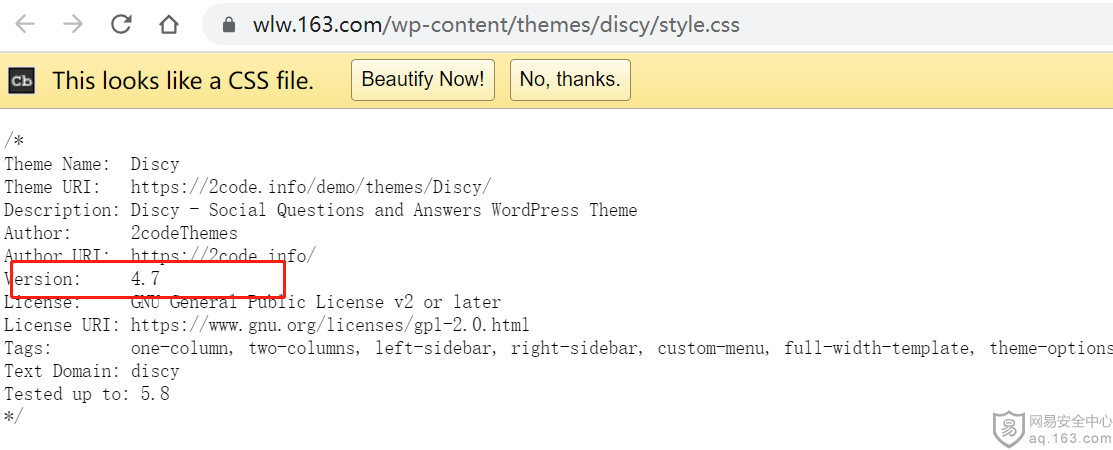 wlw.163.com/wp-content/themes/discy/style.css
Cb This looks like a CSS file. Beautify Now! No, thanks.
/*
Theme Name: Discy
Theme URI: https://2code.info/demo/themes/Discy/
Description: Discy - Social Questions and Answers WordPress Theme
Author: 2codeThemes
Author URI: https://2code.info/
Version: 4.7
License: GNU General Public License v2 or later
License URI: https://www.gnu.org/licenses/gpl-2.0.html
Tags: one-column, two-columns, left-sidebar, right-sidebar, custom-menu, full-width-template, theme-options
Text Domain: discy
Tested up to: 5.8
*/
易 网易安全中心
aq.163.com